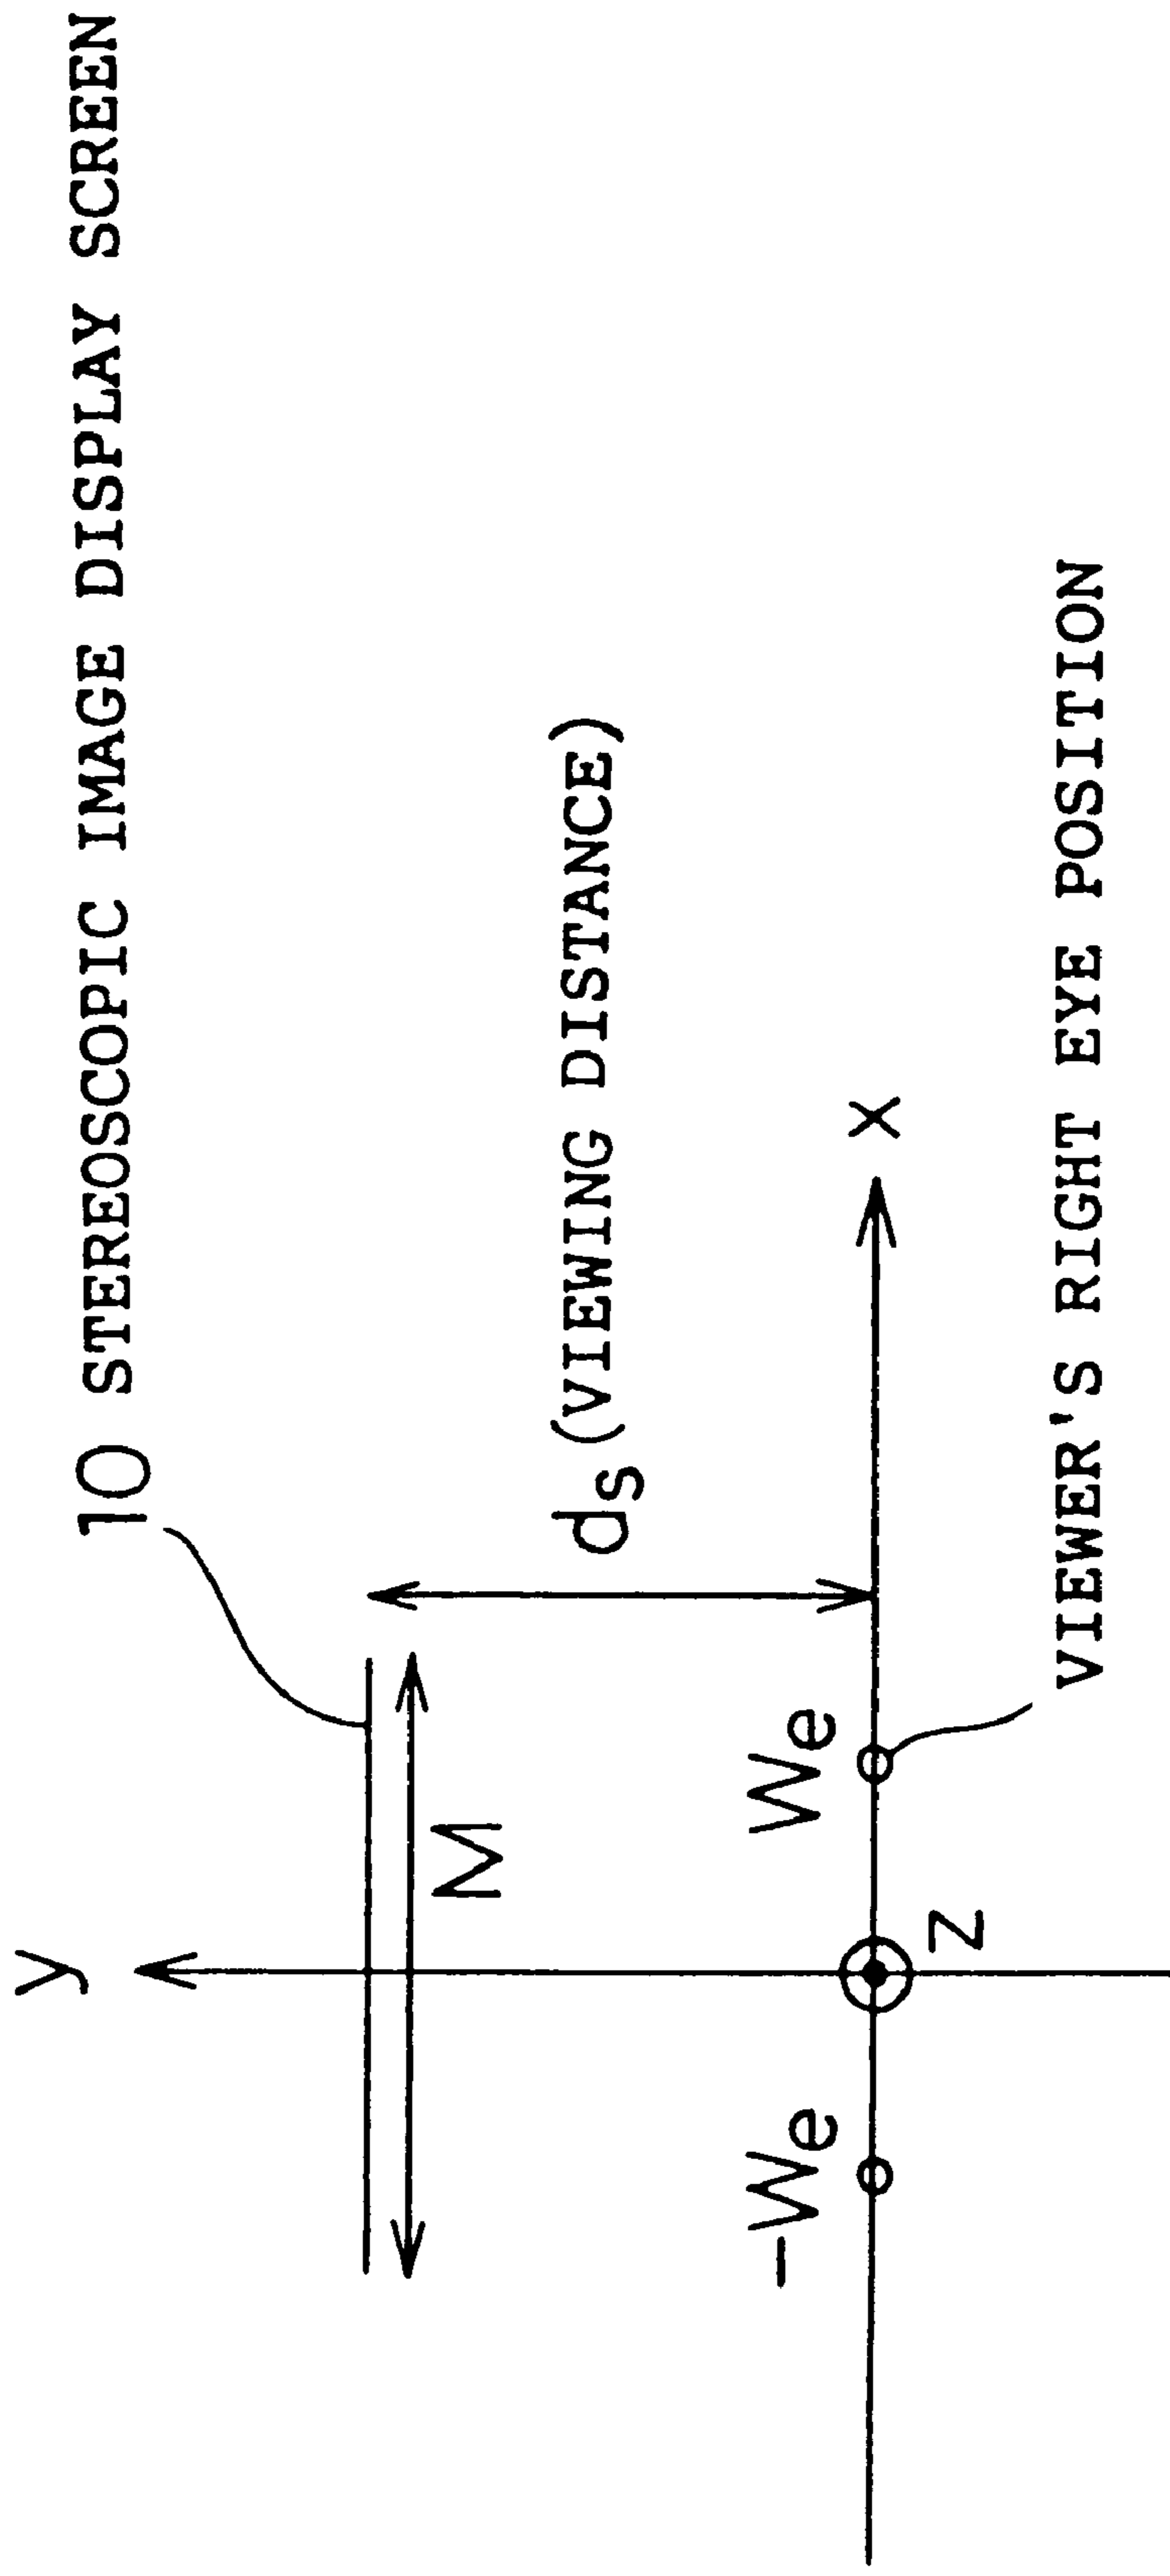 10 STEREOSCOPIC IMAGE DISPLAY SCREEN
y
M
ds (VIEWING DISTANCE)
-We
We
x
z
VIEWER'S RIGHT EYE POSITION